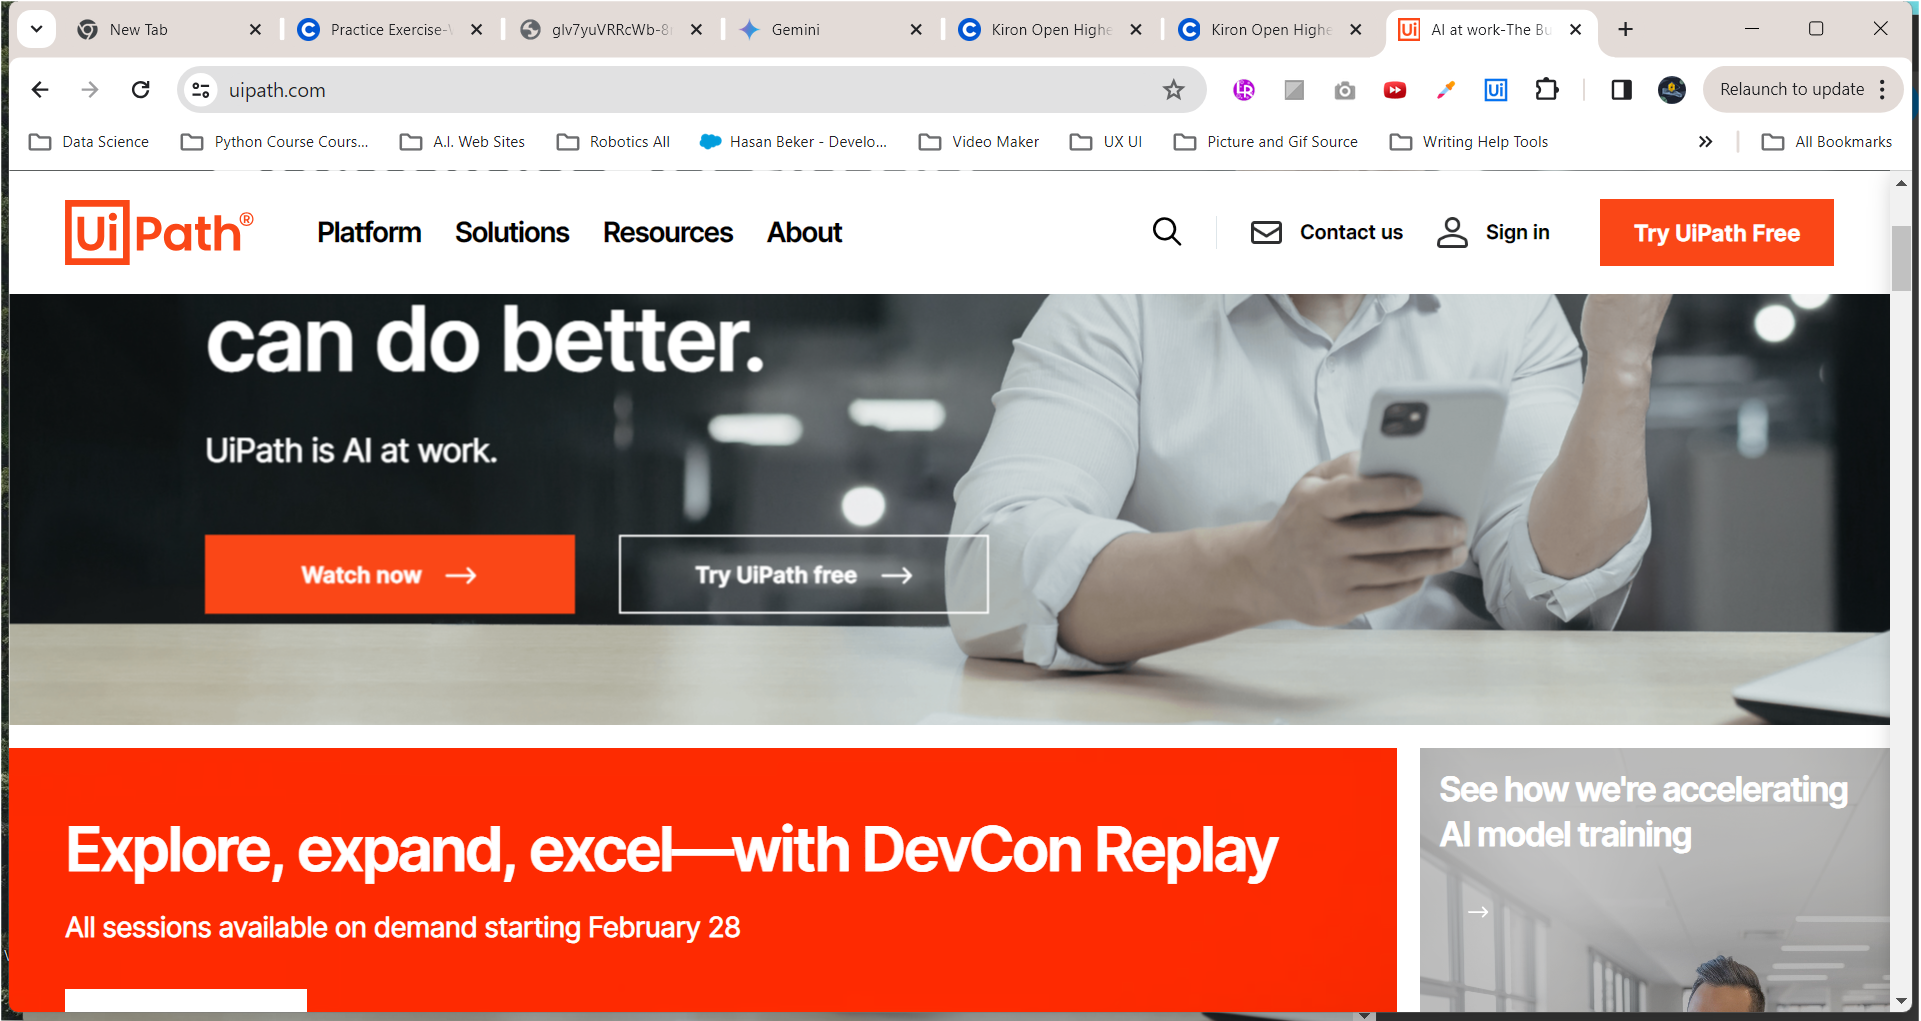 New Tab
Practice Exercise-
glv7yuVRRcWb-8
Gemini
Kiron Open Highe
Kiron Open Highe
AI at work-The Bu
uipath.com
Relaunch to update
Data Science
Python Course Cours...
A.I. Web Sites
Robotics All
Hasan Beker - Develo...
Video Maker
UX UI
Picture and Gif Source
Writing Help Tools
All Bookmarks
UiPath®
Platform
Solutions
Resources
About
Contact us
Sign in
Try UiPath Free
can do better.
UiPath is AI at work.
Watch now
Try UiPath free
Explore, expand, excel—with DevCon Replay
All sessions available on demand starting February 28
See how we're accelerating
AI model training